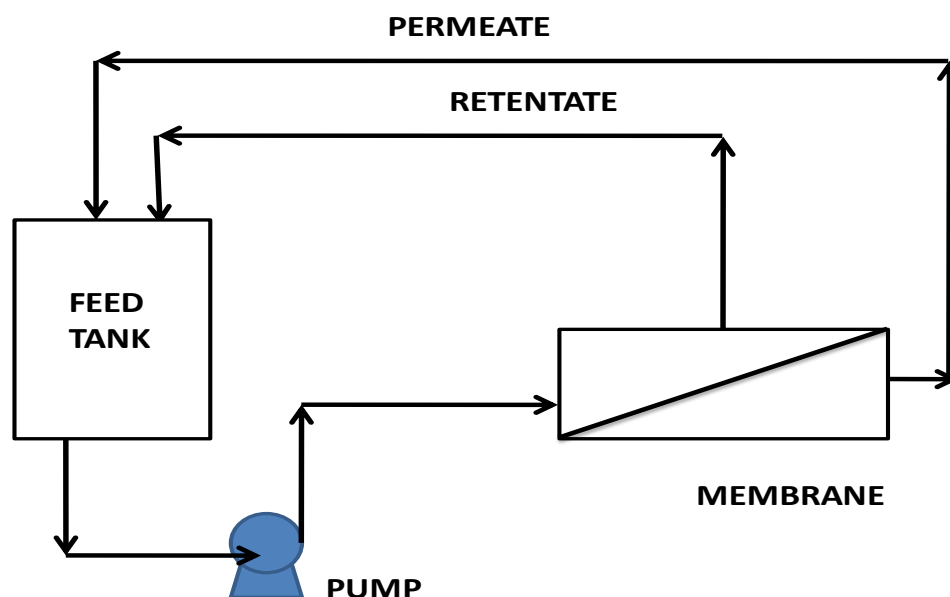 PERMEATE
RETENTATE
FEED
TANK
MEMBRANE
PUMP